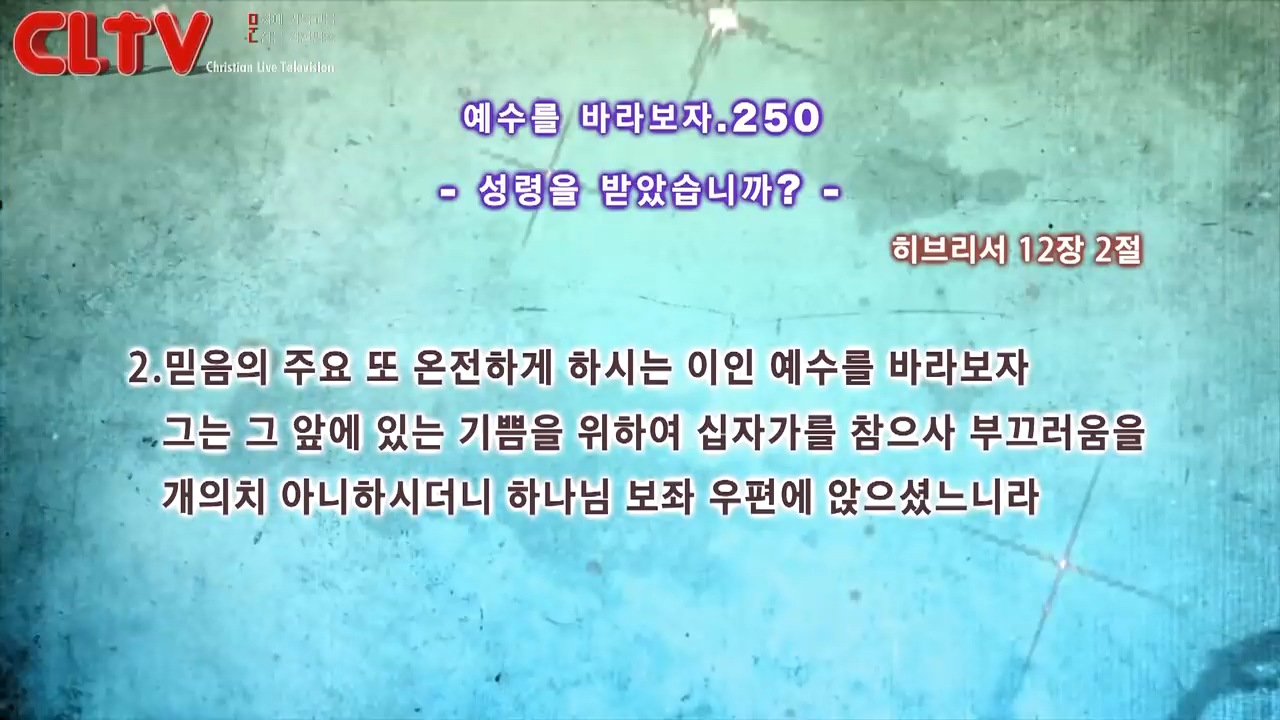 CLTV
Christian Live Television
예수를 바라보자.250
- 성령을 받았습니까? -
히브리서 12장 2절
2.믿음의 주요 또 온전하게 하시는 이인 예수를 바라보자
그는 그 앞에 있는 기쁨을 위하여 십자가를 참으사 부끄러움을
개의치 아니하시더니 하나님 보좌 우편에 앉으셨느니라